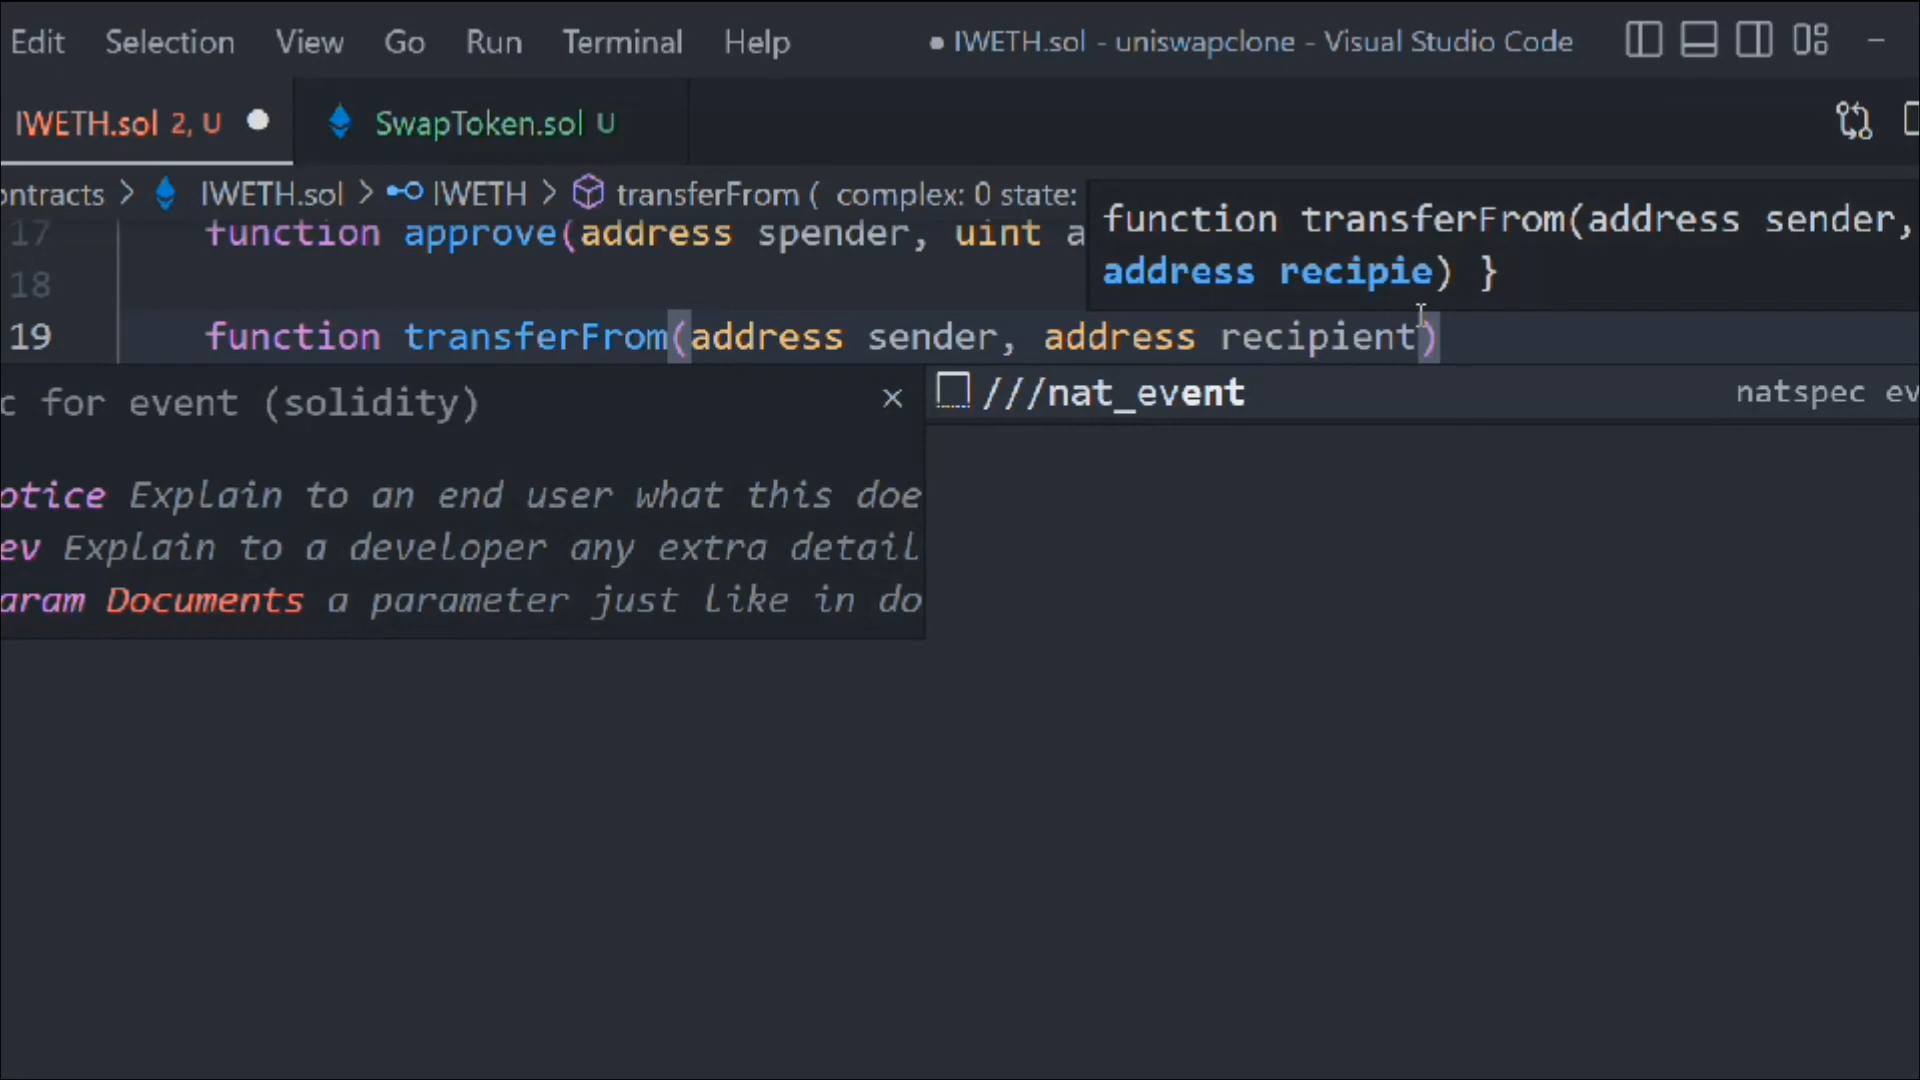 Edit Selection View Go Run Terminal Help ● IWETH.sol - uniswapclone - Visual Studio Code
IWETH.sol 2, U ● SwapToken.sol U
ontracts > IWETH.sol > IWETH > transferFrom ( complex: 0 state:
17 function approve(address spender, uint a
18
19 function transferFrom(address sender, address recipient)
function transferFrom(address sender,
address recipie) }
c for event (solidity)
///nat_event natspec ev
otice Explain to an end user what this doe
ev Explain to a developer any extra detail
aram Documents a parameter just like in do